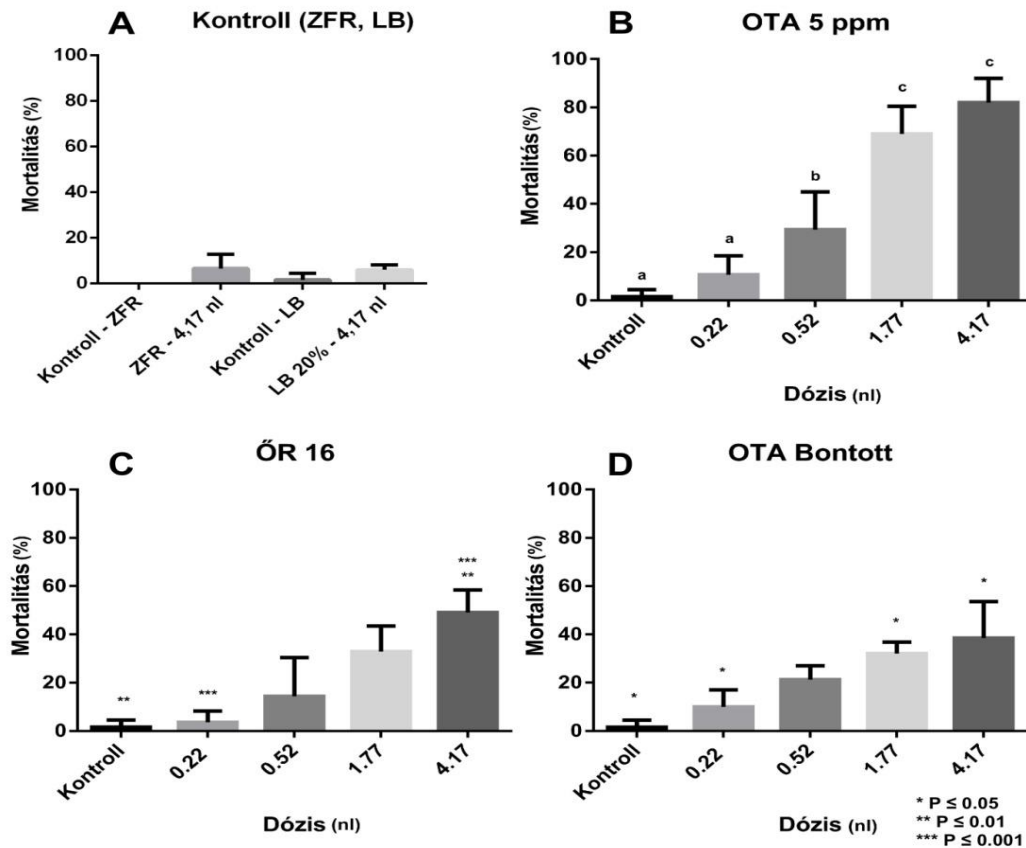 A
Kontroll (ZFR, LB)
Mortalitás (%)
100
80
60
40
20
0
Kontroll - ZFR
ZFR - 4,17 nl
Kontroll - LB
LB 20% - 4,17 nl
B
OTA 5 ppm
Mortalitás (%)
100
80
60
40
20
0
a
a
b
c
c
Kontroll
0.22
0.52
1.77
4.17
Dózis (nl)
C
ŐR 16
Mortalitás (%)
100
80
60
40
20
0
**
***
***
**
Kontroll
0.22
0.52
1.77
4.17
Dózis (nl)
D
OTA Bontott
Mortalitás (%)
100
80
60
40
20
0
*
*
*
*
Kontroll
0.22
0.52
1.77
4.17
Dózis (nl)
* P ≤ 0.05
** P ≤ 0.01
*** P ≤ 0.001